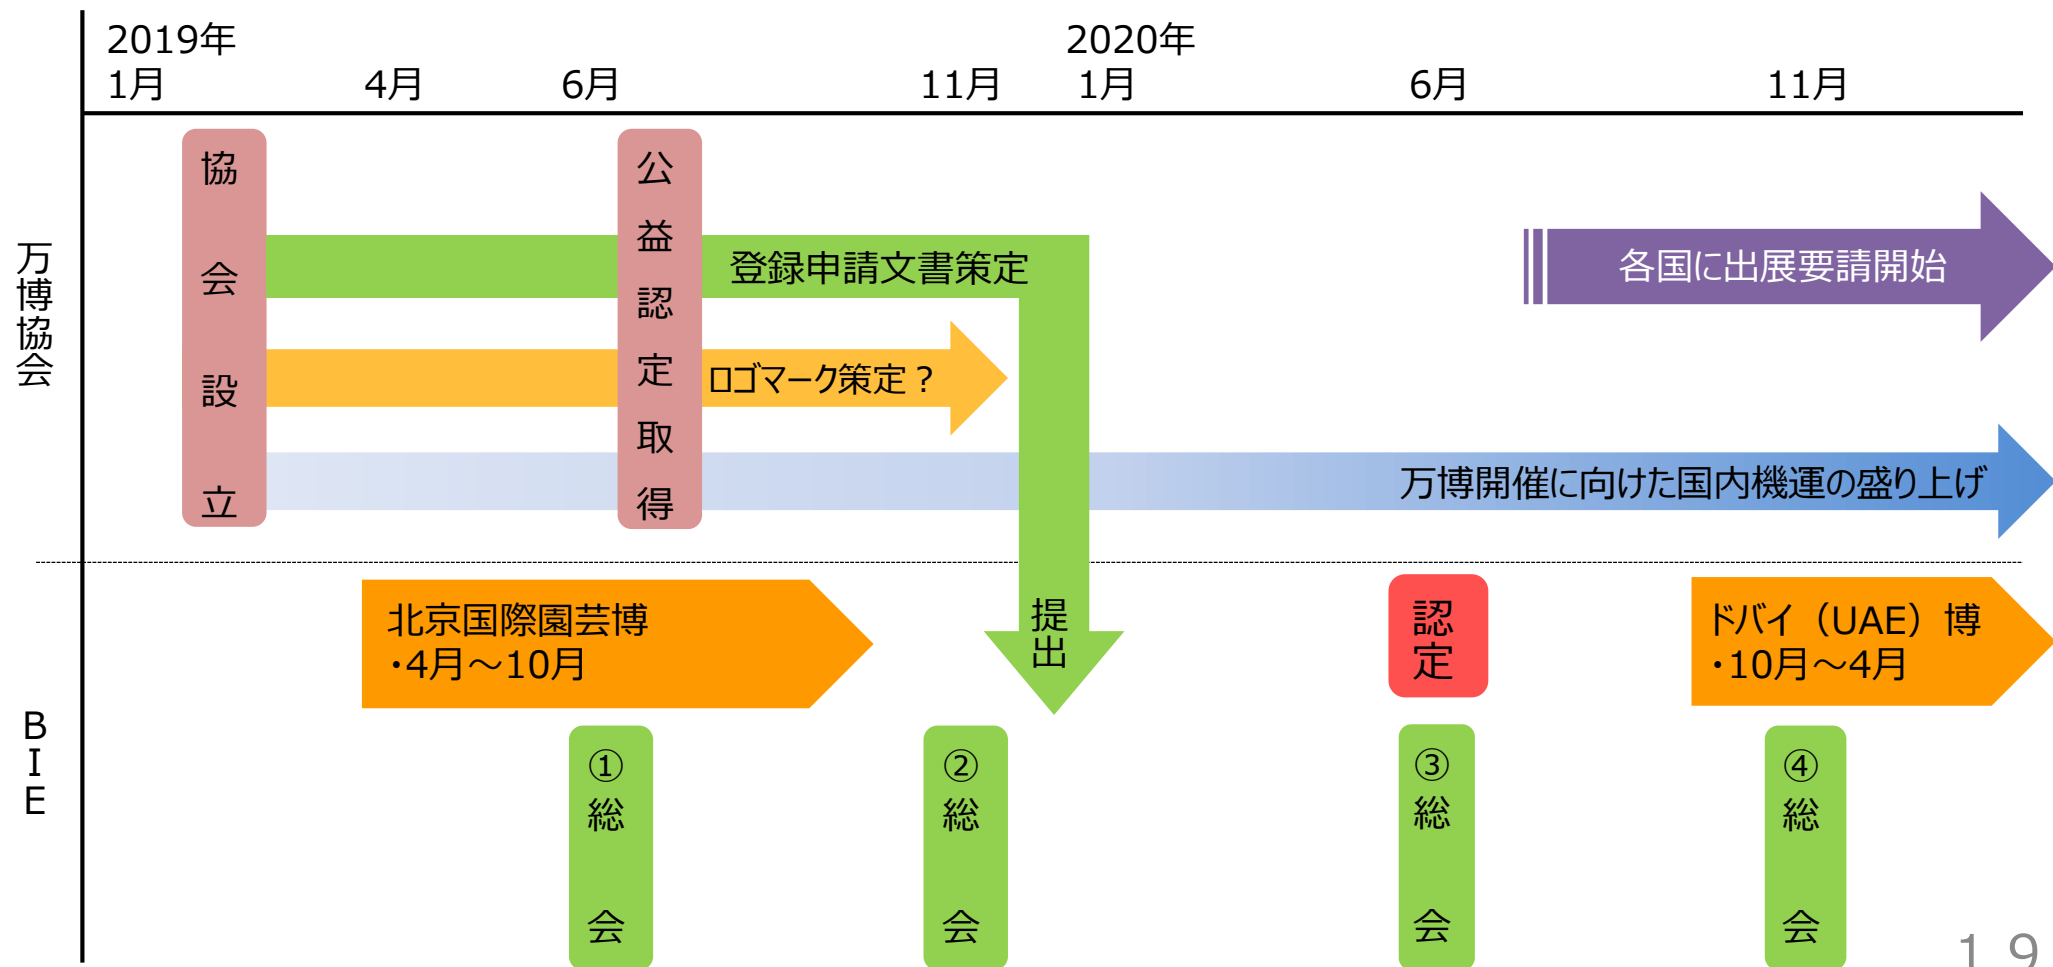 2019年
2020年
1月
4月
6月
11月
1月
6月
11月
万博協会
協会設立
公益認定取得
登録申請文書策定
各国に出展要請開始
ロゴマーク策定？
万博開催に向けた国内機運の盛り上げ
BIE
北京国際園芸博
・4月～10月
提出
認定
ドバイ（UAE）博
・10月～4月
①総会
②総会
③総会
④総会
１９